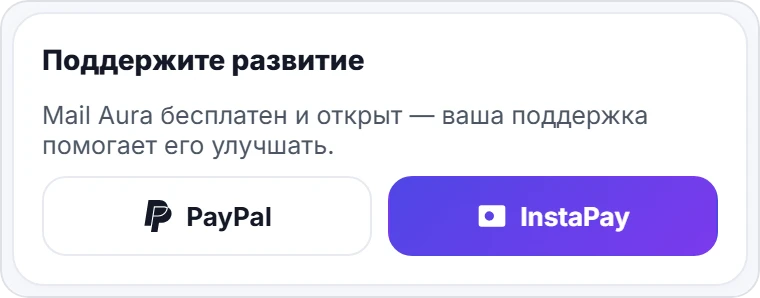 Поддержите развитие
Mail Aura бесплатен и открыт — ваша поддержка
помогает его улучшать.
PayPal
InstaPay